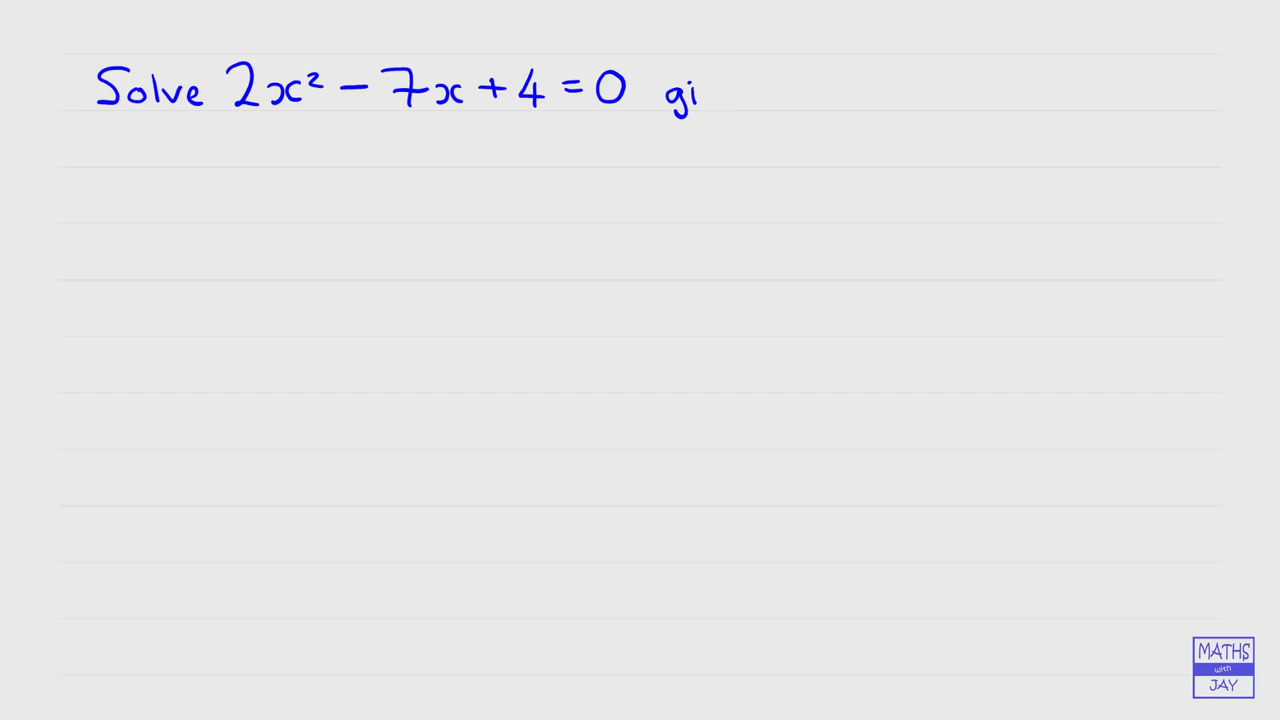 Solve 2x² - 7x + 4 = 0 gi
MATHS
with
JAY